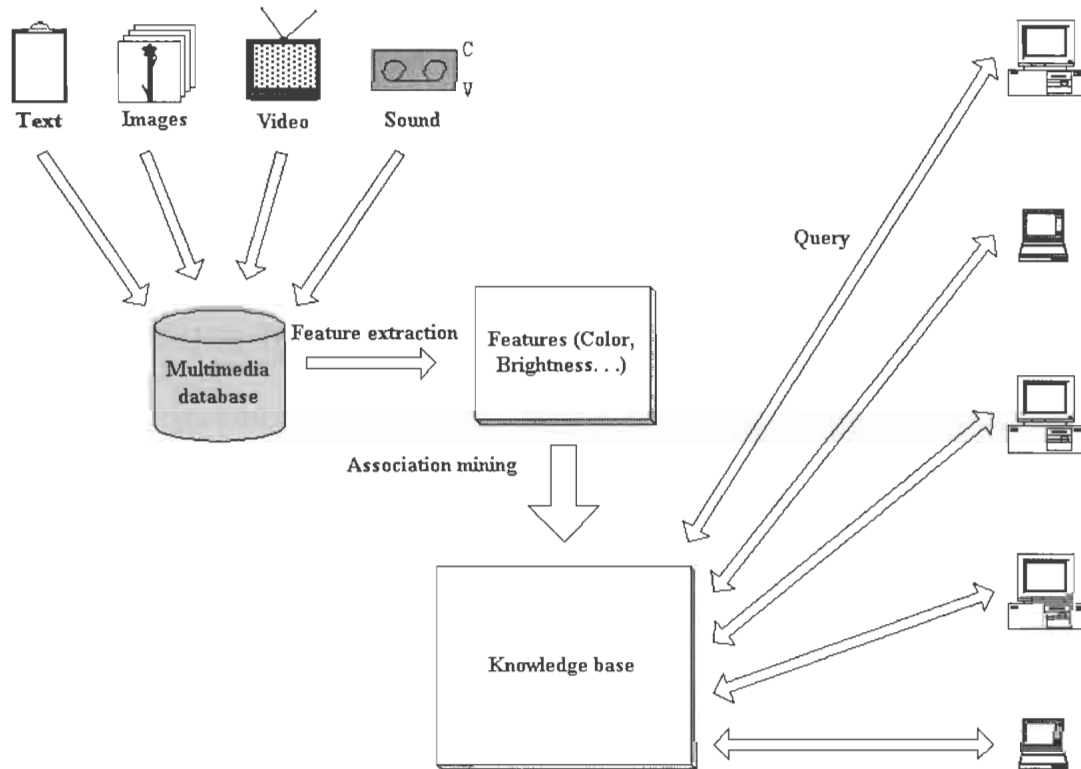 C
V
Text
Images
Video
Sound
Query
Feature extraction
Features (Color,
Brightness. . .)
Multimedia
database
Association mining
Knowledge base